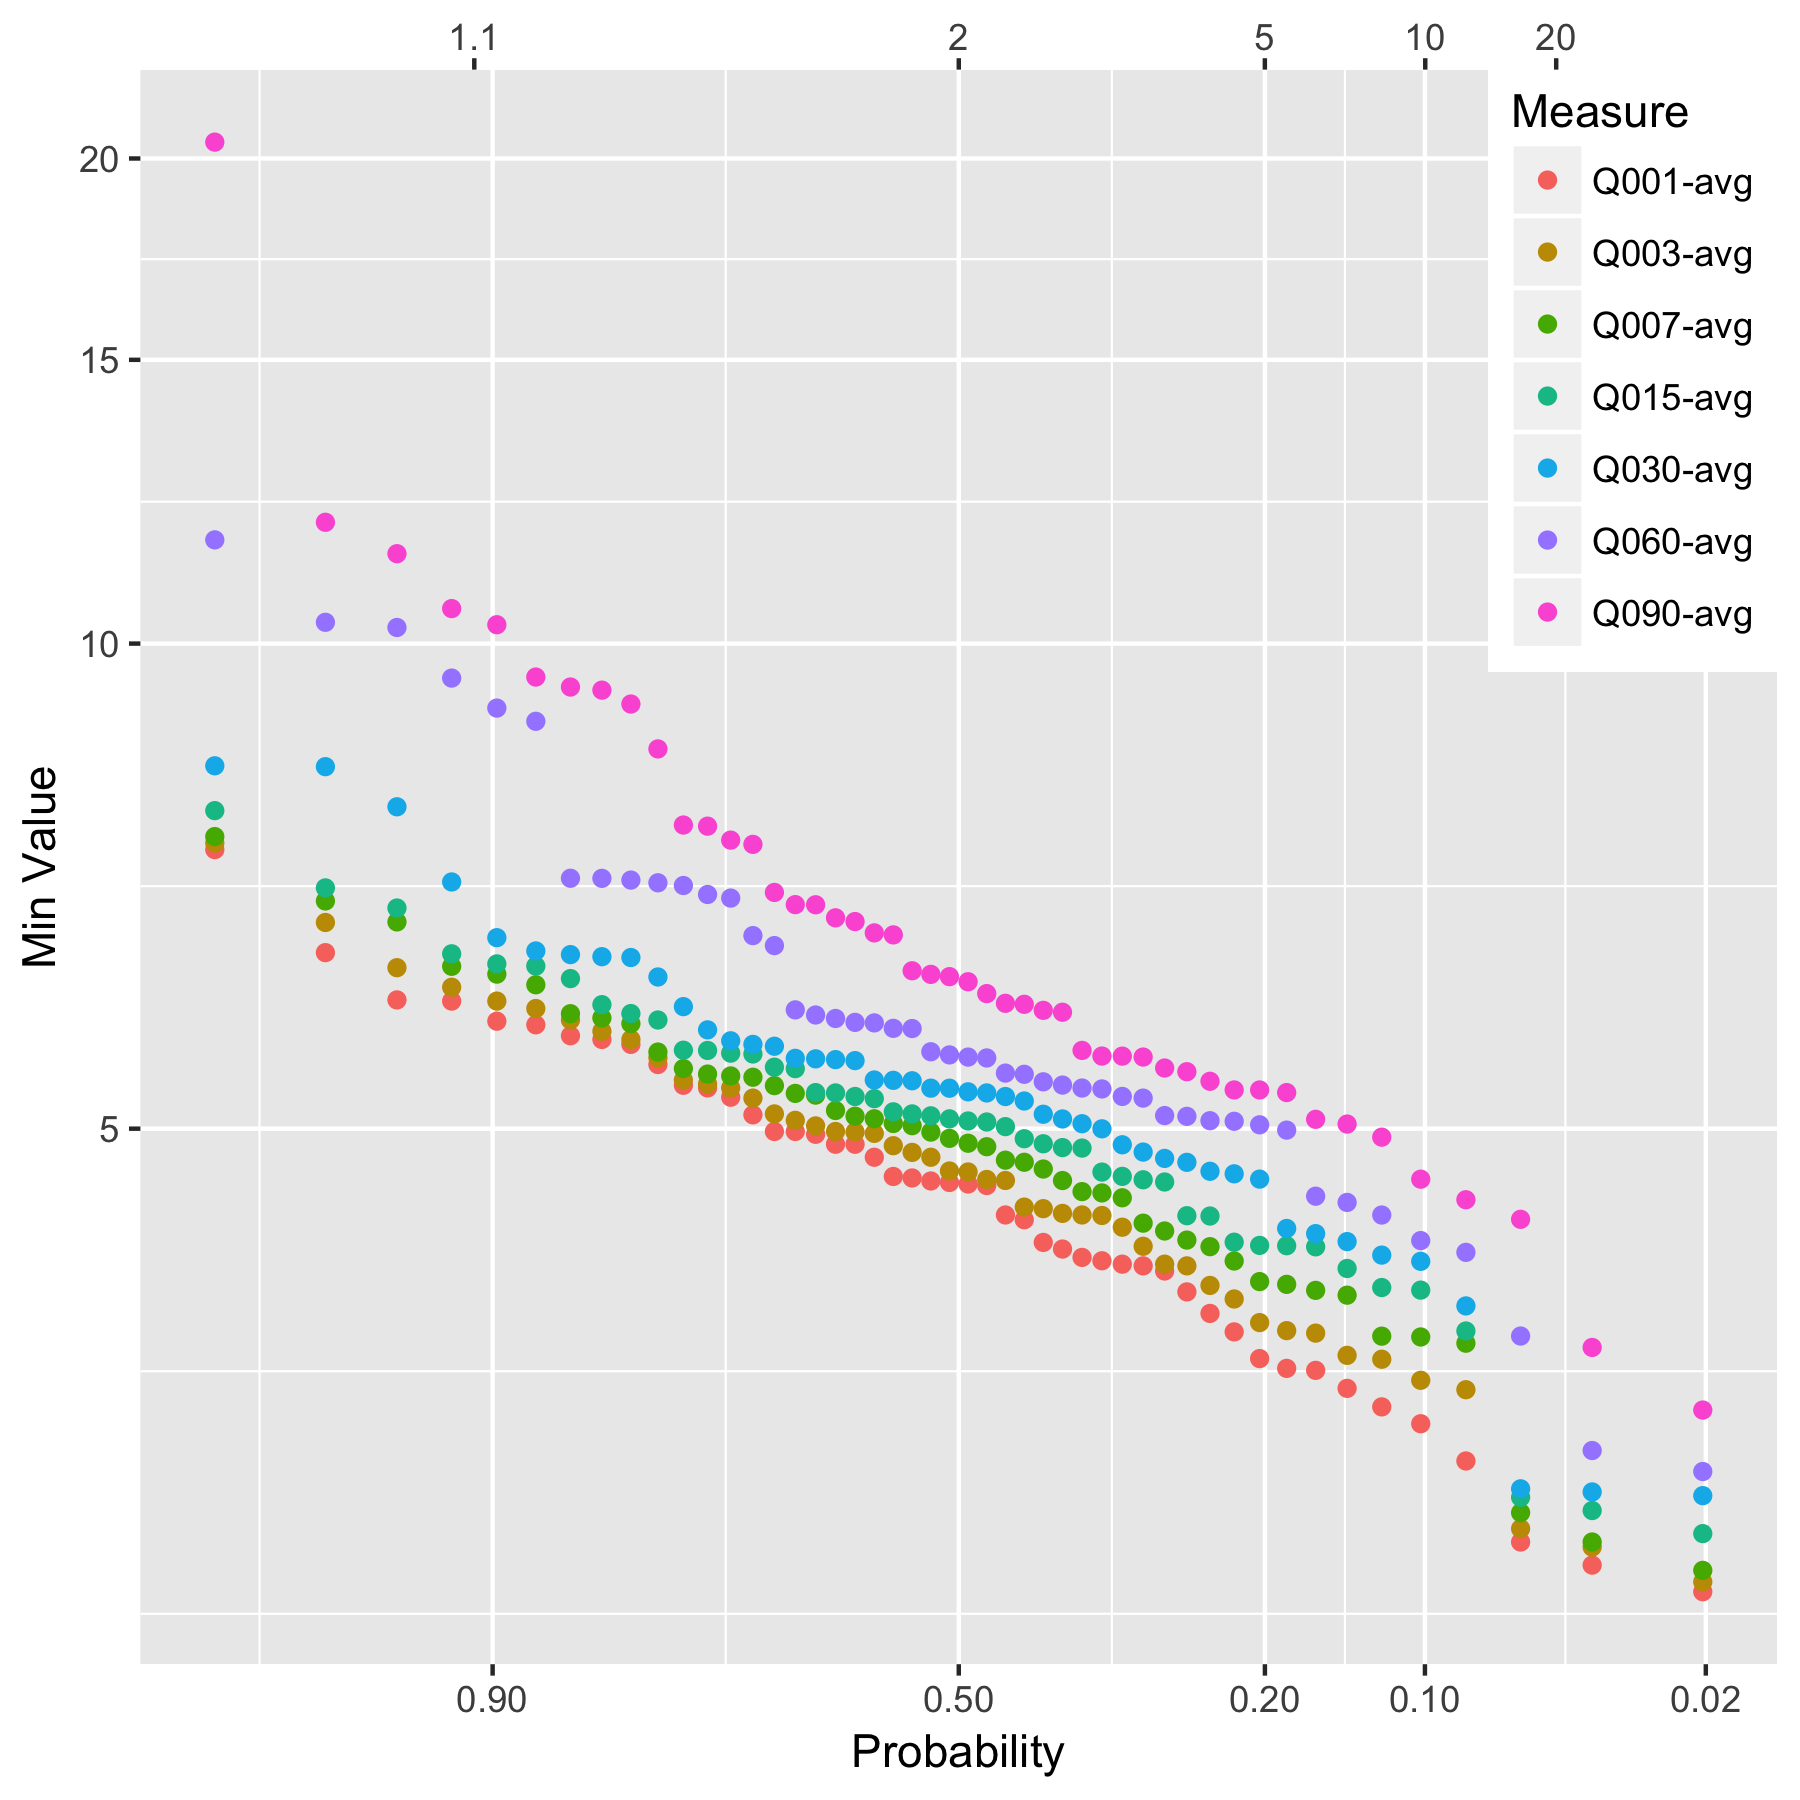 1.1 2 5 10 20
Measure
Q001-avg
Q003-avg
Q007-avg
Q015-avg
Q030-avg
Q060-avg
Q090-avg
20
15
10
5
Min Value
0.90 0.50 0.20 0.10 0.02
Probability